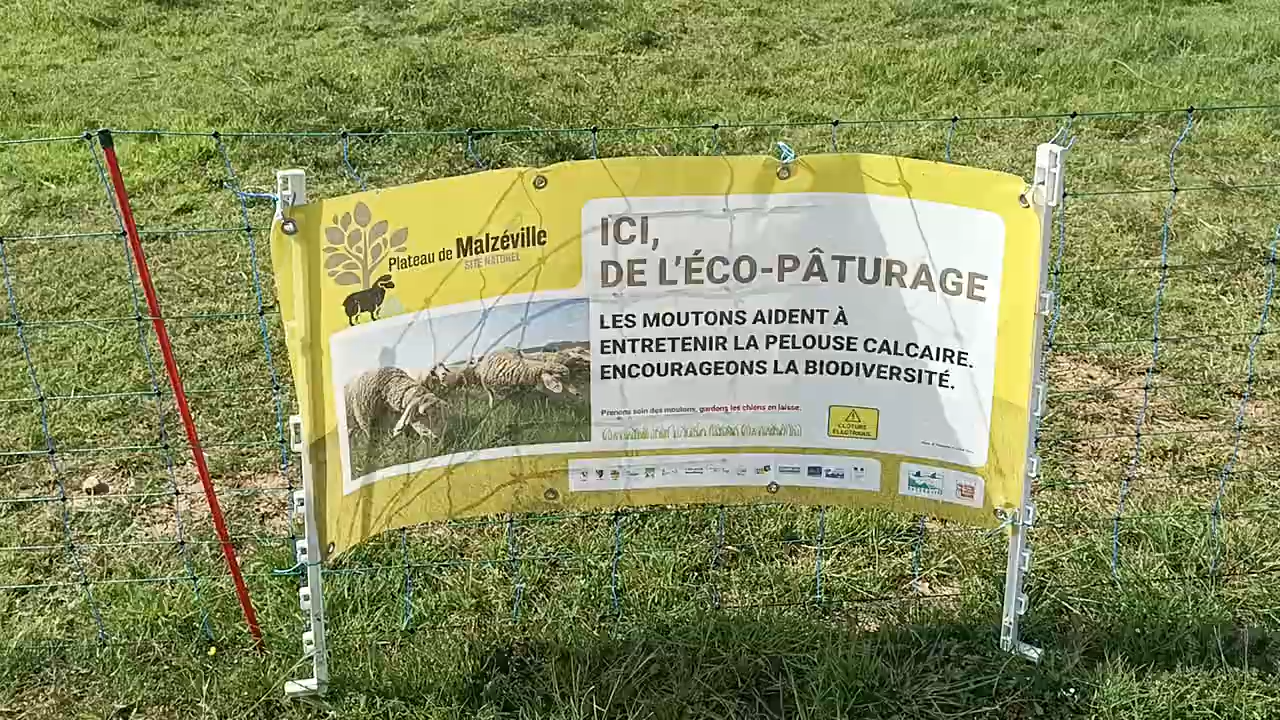 Plateau de Malzéville
SITE NATUREL
ICI,
DE L'ÉCO-PÂTURAGE
LES MOUTONS AIDENT À
ENTRETENIR LA PELOUSE CALCAIRE.
ENCOURAGEONS LA BIODIVERSITÉ.
Prenons soin des moutons, gardons les chiens en laisse.
CLÔTURE
ÉLECTRIQUE